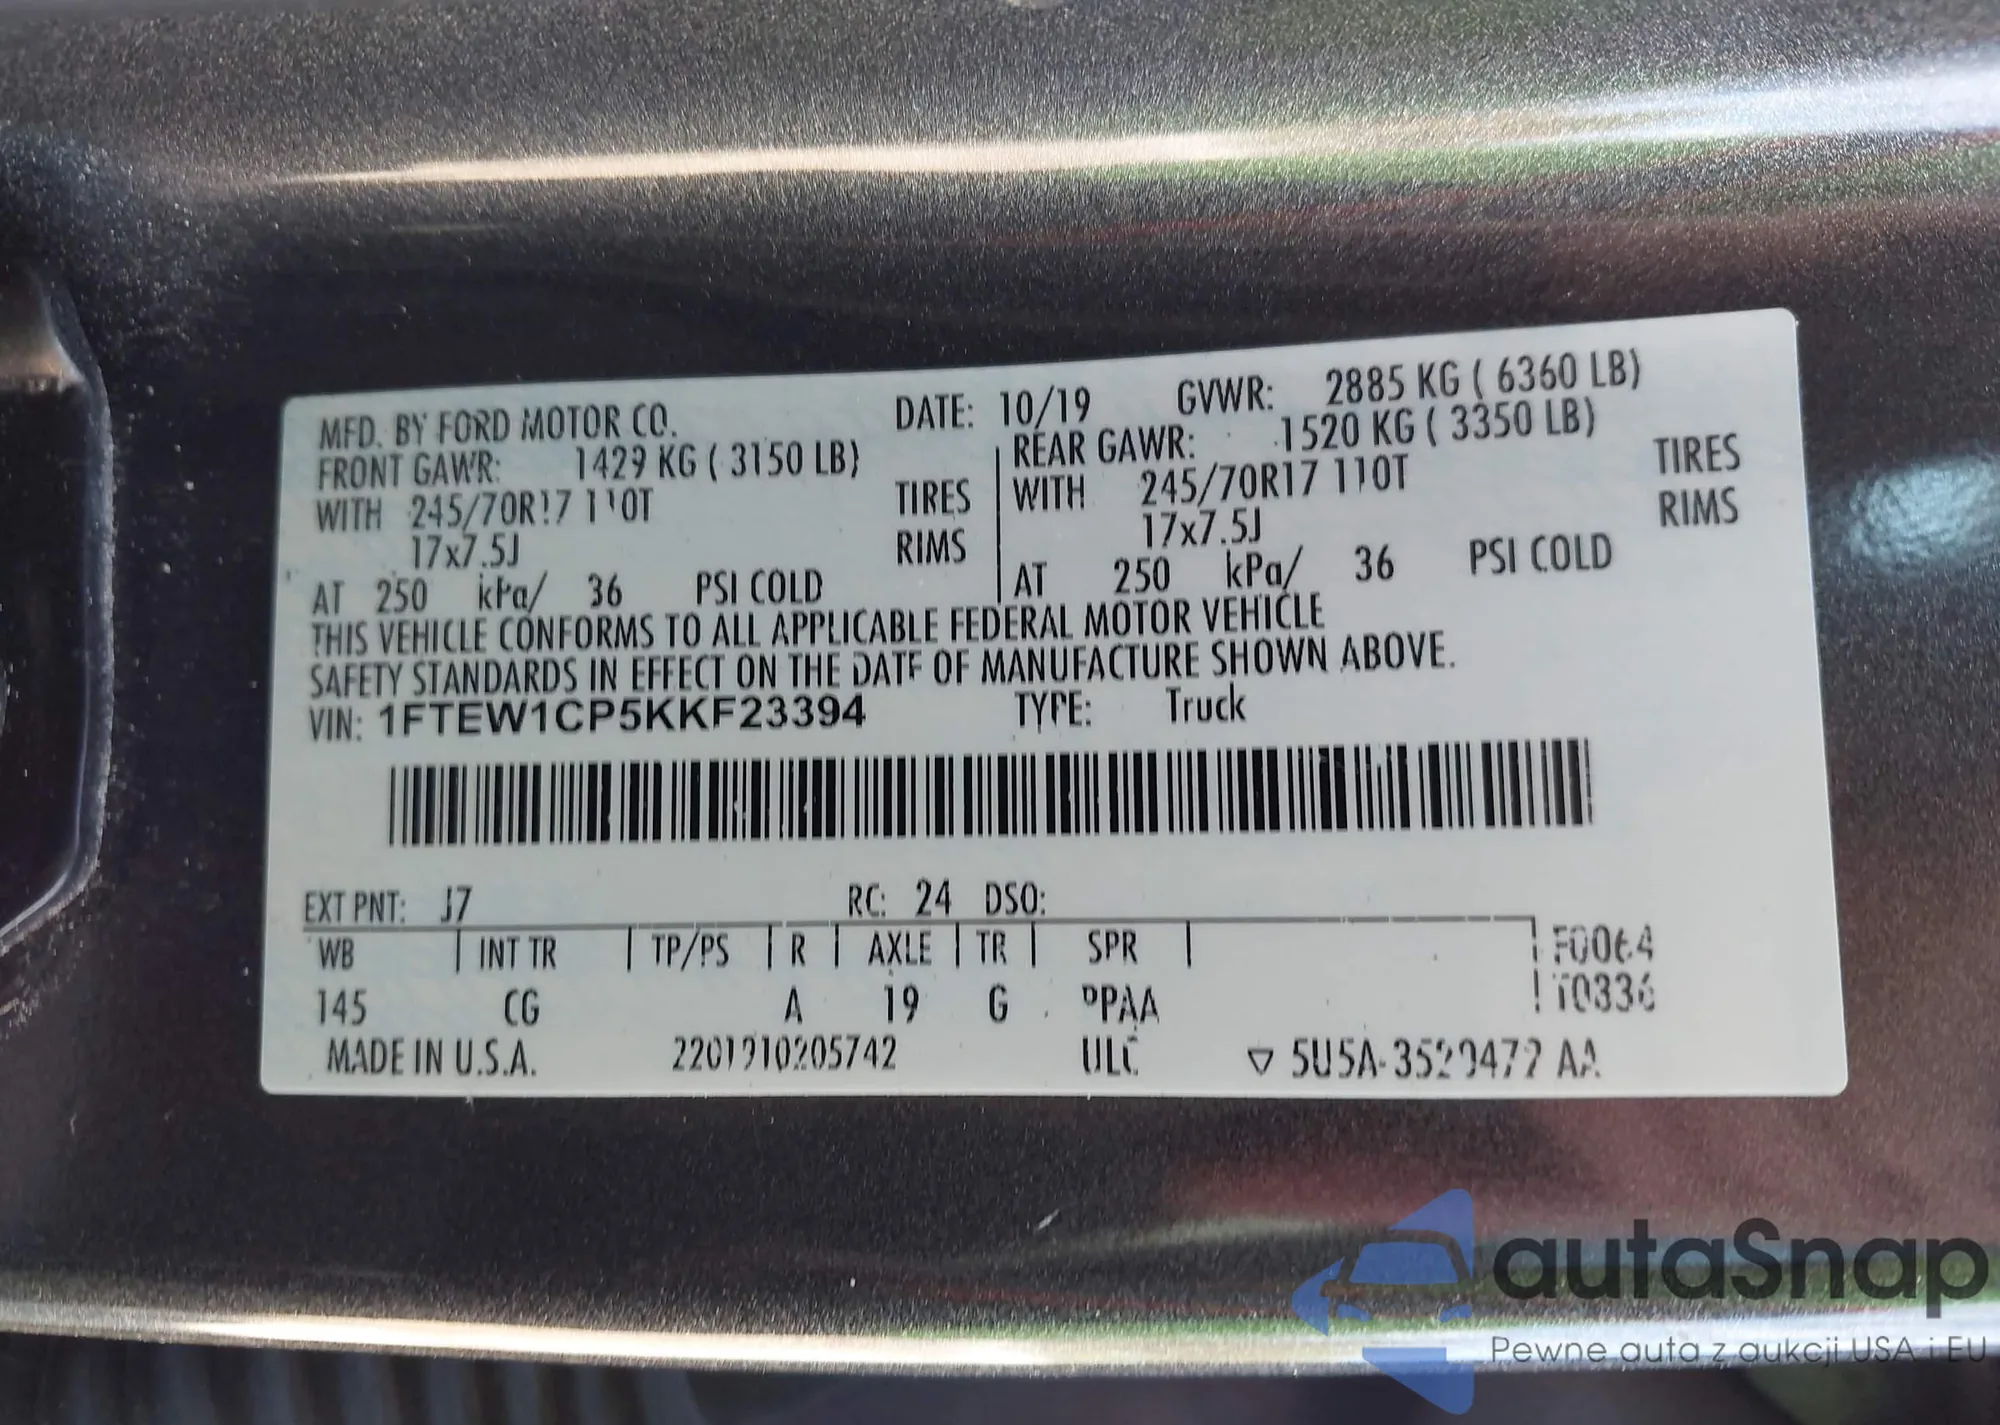 MFD. BY FORD MOTOR CO. DATE: 10/19 GVWR: 2885 KG ( 6360 LB)
FRONT GAWR: 1429 KG ( 3150 LB) REAR GAWR: 1520 KG ( 3350 LB)
WITH 245/70R17 110T TIRES WITH 245/70R17 110T TIRES
17x7.5J RIMS 17x7.5J RIMS
AT 250 kPa/ 36 PSI COLD AT 250 kPa/ 36 PSI COLD
THIS VEHICLE CONFORMS TO ALL APPLICABLE FEDERAL MOTOR VEHICLE
SAFETY STANDARDS IN EFFECT ON THE DATE OF MANUFACTURE SHOWN ABOVE.
VIN: 1FTEW1CP5KKF23394 TYPE: Truck
EXT PNT: J7 RC: 24 DSO:
WB INT TR TP/PS R AXLE TR SPR F0064
145 CG A 19 G PPAA T0336
MADE IN U.S.A. 2201910205742 ULC ▽ 5U5A-3520472 AA
autaSnap
Pewne auta z aukcji USA i EU